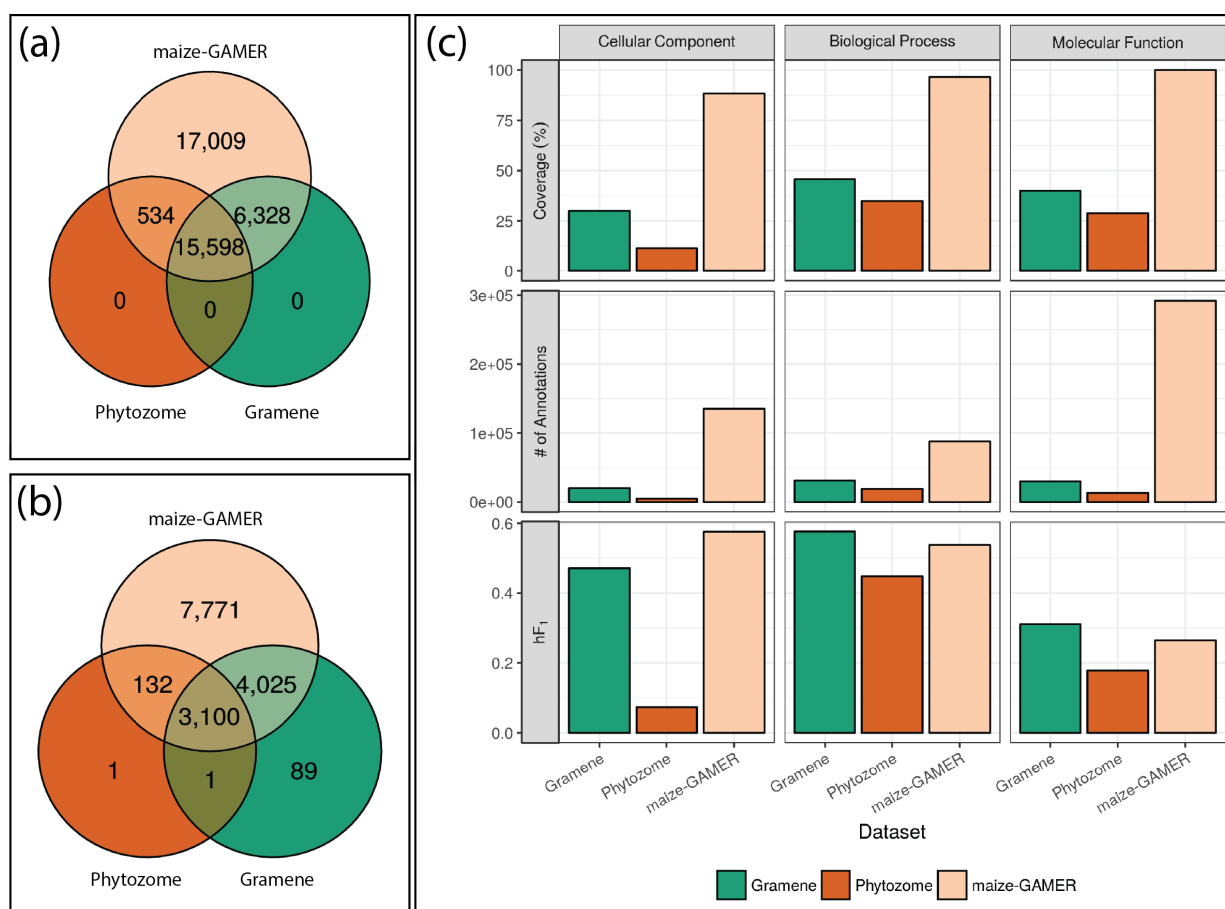 (a)
maize-GAMER
17,009
534
6,328
15,598
0
0
0
Phytozome
Gramene
(b)
maize-GAMER
7,771
132
4,025
3,100
1
1
89
Phytozome
Gramene
(c)
Cellular Component
Biological Process
Molecular Function
Coverage (%)
100
75
50
25
0
# of Annotations
3e+05
2e+05
1e+05
0e+00
hF₁
0.6
0.4
0.2
0.0
Gramene
Phytozome
maize-GAMER
Gramene
Phytozome
maize-GAMER
Gramene
Phytozome
maize-GAMER
Dataset
Gramene
Phytozome
maize-GAMER